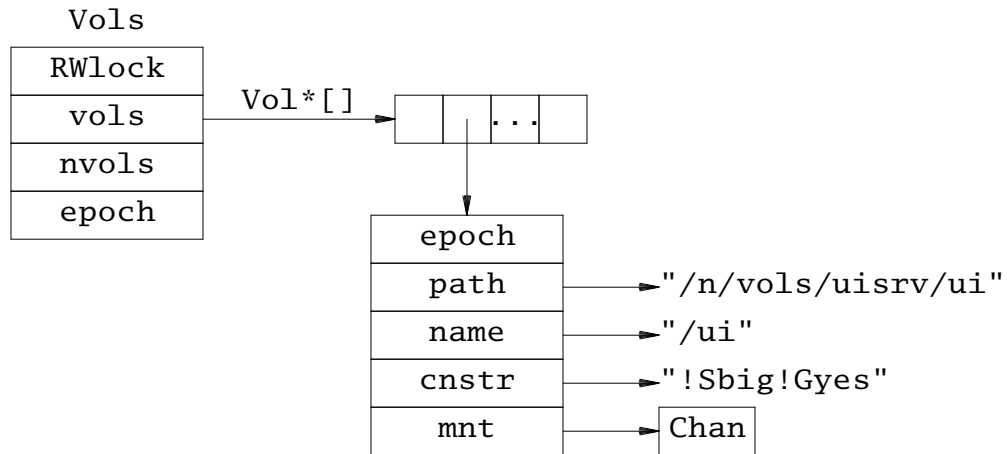 Vols
RWlock
vols
Vol*[]
...
nvols
epoch
epoch
path
"/n/vols/uisrv/ui"
name
"/ui"
cnstr
"!Sbig!Gyes"
mnt
Chan